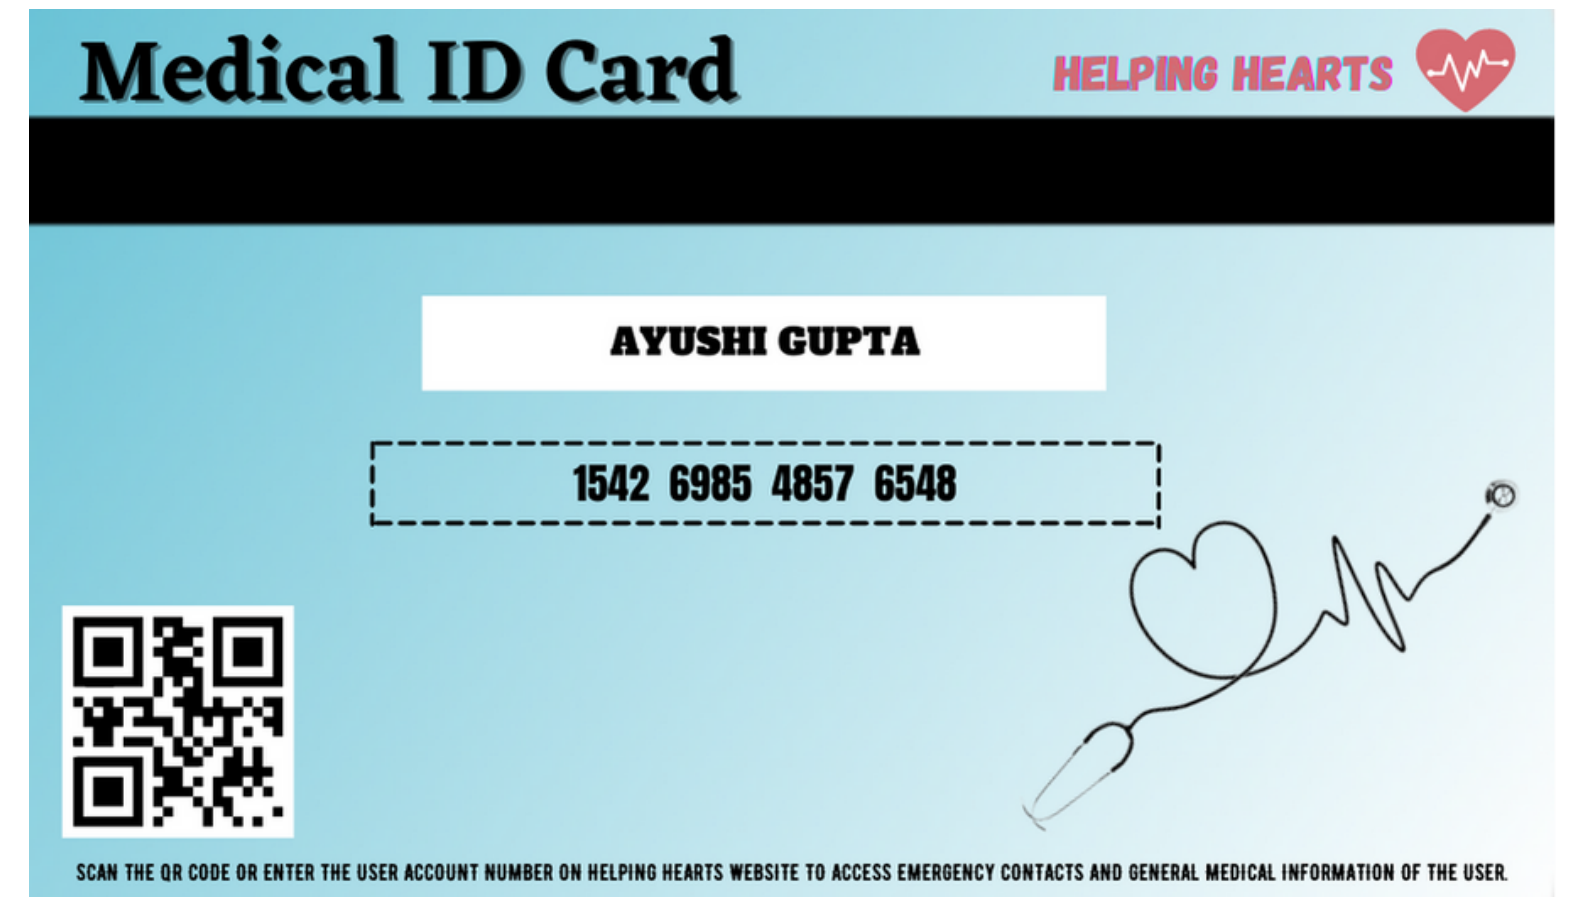 Medical ID Card
HELPING HEARTS
AYUSHI GUPTA
1542 6985 4857 6548
SCAN THE QR CODE OR ENTER THE USER ACCOUNT NUMBER ON HELPING HEARTS WEBSITE TO ACCESS EMERGENCY CONTACTS AND GENERAL MEDICAL INFORMATION OF THE USER.